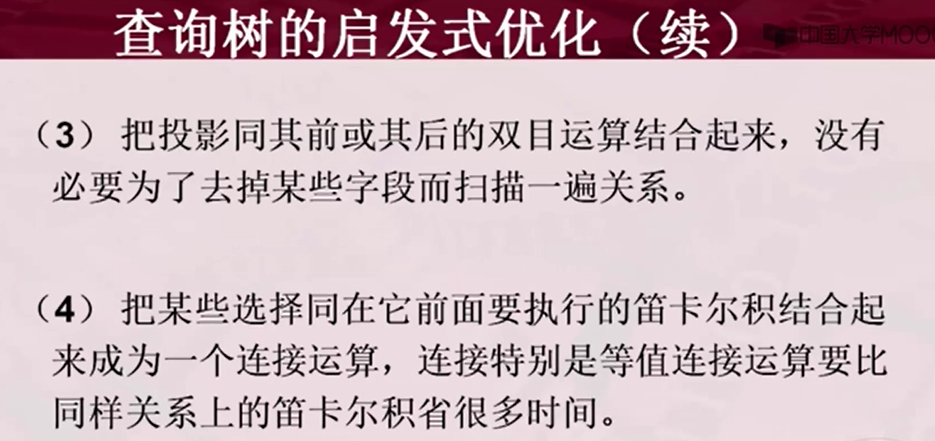 查询树的启发式优化（续）
中国大学MOO
（3） 把投影同其前或其后的双目运算结合起来，没有
必要为了去掉某些字段而扫描一遍关系。
（4） 把某些选择同在它前面要执行的笛卡尔积结合起
来成为一个连接运算，连接特别是等值连接运算要比
同样关系上的笛卡尔积省很多时间。